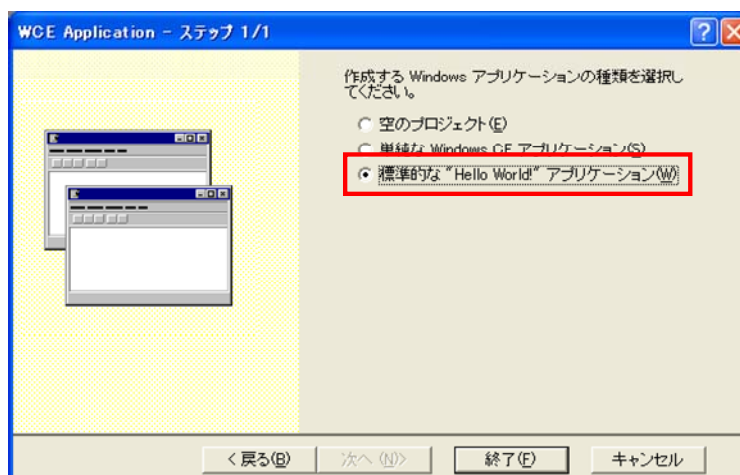 WCE Application - ステップ 1/1
作成する Windows アプリケーションの種類を選択し
てください。
空のプロジェクト(E)
単純な Windows CE アプリケーション(S)
標準的な "Hello World!" アプリケーション(W)
< 戻る(B)
次へ (N)>
終了(F)
キャンセル